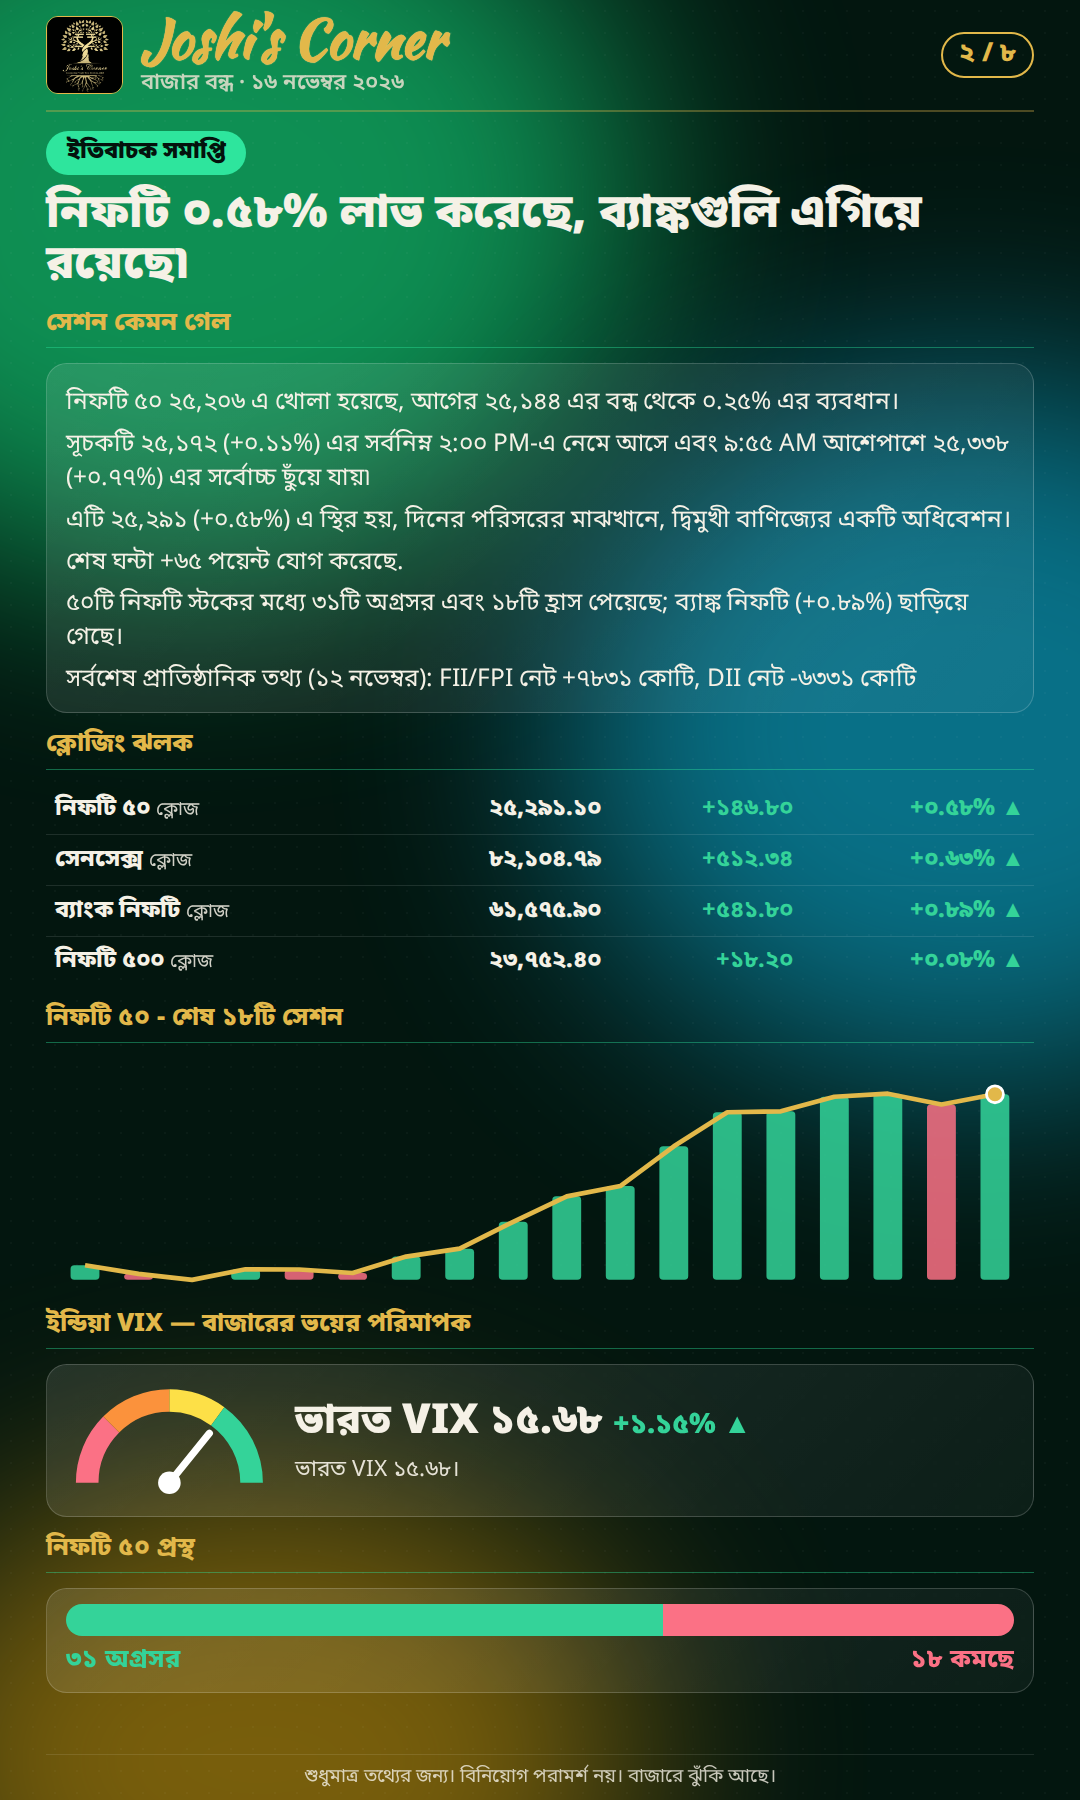 Joshi's Corner
বাজার বন্ধ · ১৬ নভেম্বর ২০২৬
২ / ৮
ইতিবাচক সমাপ্তি
নিফটি ০.৫৮% লাভ করেছে, ব্যাঙ্কগুলি এগিয়ে
রয়েছে৷
সেশন কেমন গেল
নিফটি ৫০ ২৫,২০৬ এ খোলা হয়েছে, আগের ২৫,১৪৪ এর বন্ধ থেকে ০.২৫% এর ব্যবধান।
সূচকটি ২৫,১৭২ (+০.১১%) এর সর্বনিম্ন ২:০০ PM-এ নেমে আসে এবং ৯:৫৫ AM আশেপাশে ২৫,৩৩৮
(+০.৭৭%) এর সর্বোচ্চ ছুঁয়ে যায়৷
এটি ২৫,২৯১ (+০.৫৮%) এ স্থির হয়, দিনের পরিসরের মাঝখানে, দ্বিমুখী বাণিজ্যের একটি অধিবেশন।
শেষ ঘন্টা +৬৫ পয়েন্ট যোগ করেছে.
৫০টি নিফটি স্টকের মধ্যে ৩১টি অগ্রসর এবং ১৮টি হ্রাস পেয়েছে; ব্যাঙ্ক নিফটি (+০.৮৯%) ছাড়িয়ে
গেছে।
সর্বশেষ প্রাতিষ্ঠানিক তথ্য (১২ নভেম্বর): FII/FPI নেট +৭৮৩১ কোটি, DII নেট -৬৩৩১ কোটি
ক্লোজিং ঝলক
নিফটি ৫০ ক্লোজ ২৫,২৯১.১০ +১৪৬.৮০ +০.৫৮% ▲
সেনসেক্স ক্লোজ ৮২,১০৪.৭৯ +৫১২.৩৪ +০.৬৩% ▲
ব্যাংক নিফটি ক্লোজ ৬১,৫৭৫.৯০ +৫৪১.৮০ +০.৮৯% ▲
নিফটি ৫০০ ক্লোজ ২৩,৭৫২.৪০ +১৮.২০ +০.০৮% ▲
নিফটি ৫০ - শেষ ১৮টি সেশন
ইন্ডিয়া VIX — বাজারের ভয়ের পরিমাপক
ভারত VIX ১৫.৬৮ +১.১৫% ▲
ভারত VIX ১৫.৬৮।
নিফটি ৫০ প্রস্থ
৩১ অগ্রসর ১৮ কমছে
শুধুমাত্র তথ্যের জন্য। বিনিয়োগ পরামর্শ নয়। বাজারে ঝুঁকি আছে।